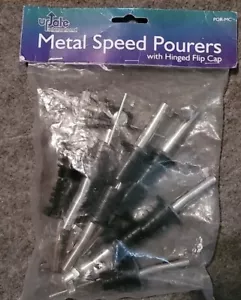 update
POR-MC
Metal Speed Pourers
with Hinged Flip Cap